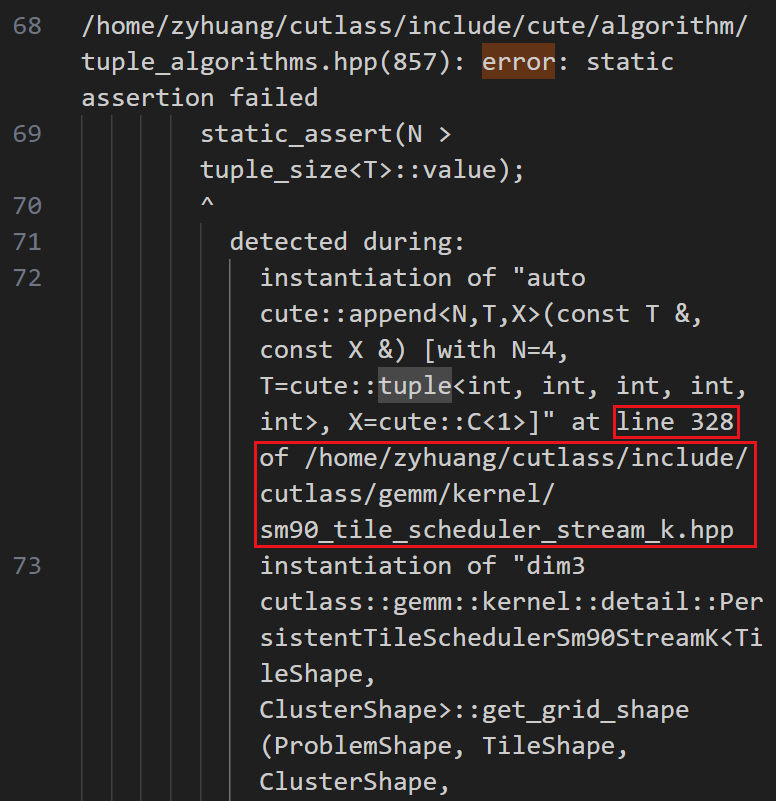 68 /home/zyhuang/cutlass/include/cute/algorithm/
tuple_algorithms.hpp(857): error: static
assertion failed
69 static_assert(N >
tuple_size<T>::value);
70 ^
71 detected during:
72 instantiation of "auto
cute::append<N,T,X>(const T &,
const X &) [with N=4,
T=cute::tuple<int, int, int, int,
int>, X=cute::C<1>]" at line 328
of /home/zyhuang/cutlass/include/
cutlass/gemm/kernel/
sm90_tile_scheduler_stream_k.hpp
73 instantiation of "dim3
cutlass::gemm::kernel::detail::Per
sistentTileSchedulerSm90StreamK<Ti
leShape,
ClusterShape>::get_grid_shape
(ProblemShape, TileShape,
ClusterShape,